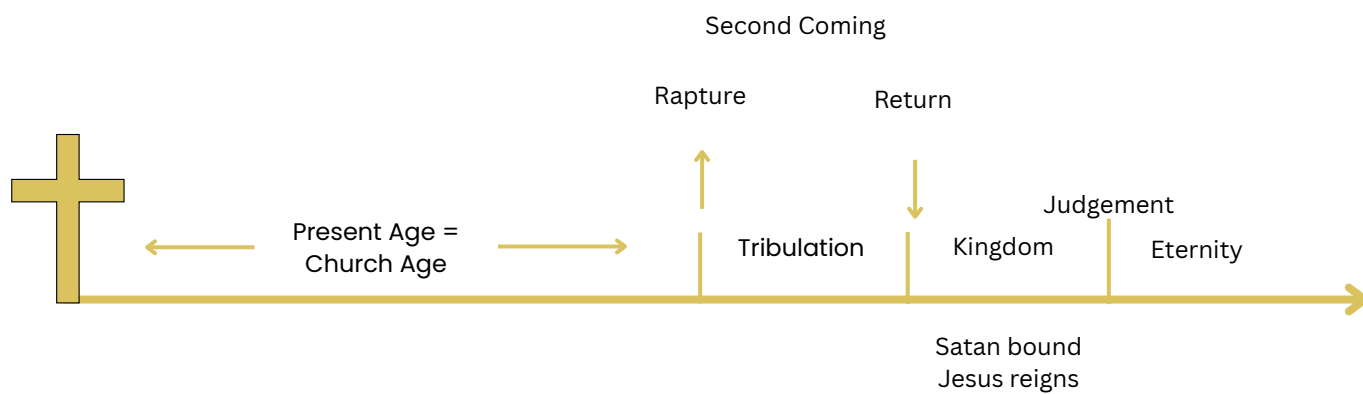 Second Coming
Rapture
Return
Judgement
Present Age =
Church Age
Tribulation
Kingdom
Eternity
Satan bound
Jesus reigns